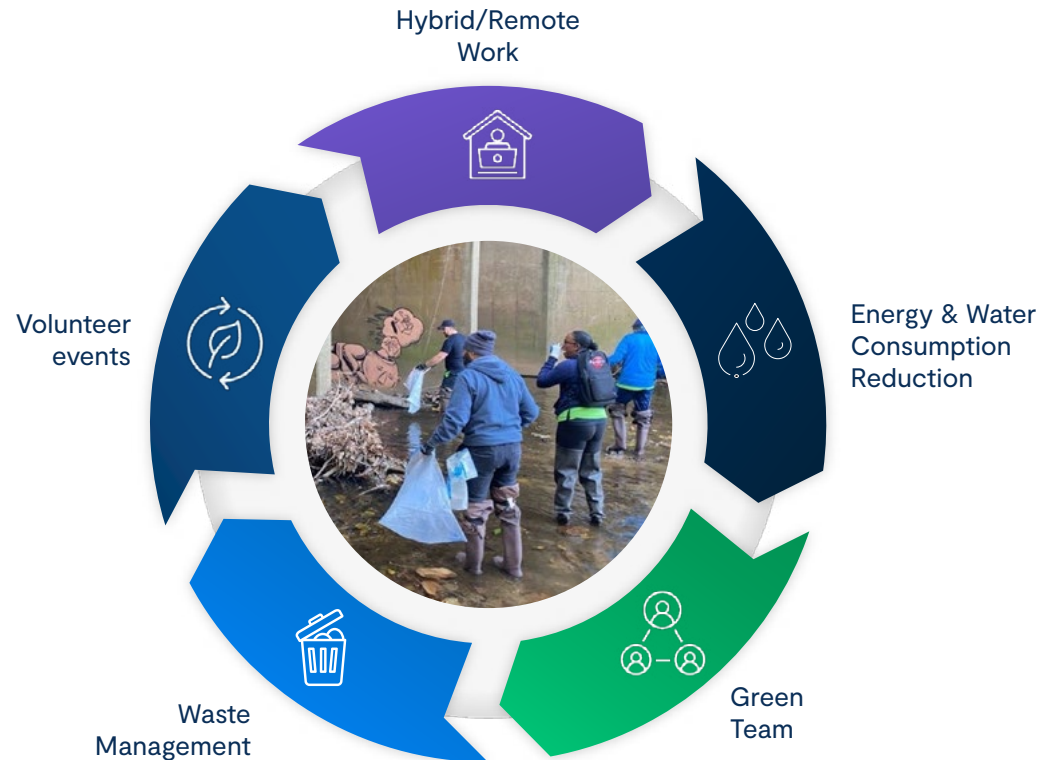 Hybrid/Remote
Work
Energy & Water
Consumption
Reduction
Green
Team
Waste
Management
Volunteer
events